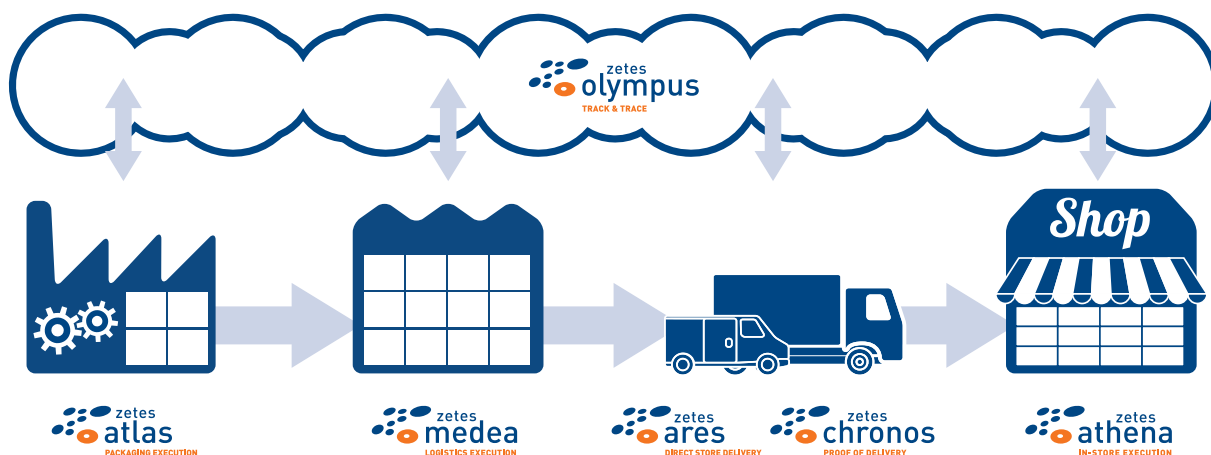 zetes
olympus
TRACK & TRACE
Shop
zetes
atlas
PACKAGING EXECUTION
zetes
medea
LOGISTICS EXECUTION
zetes
ares
DIRECT STORE DELIVERY
zetes
chronos
PROOF OF DELIVERY
zetes
athena
IN-STORE EXECUTION